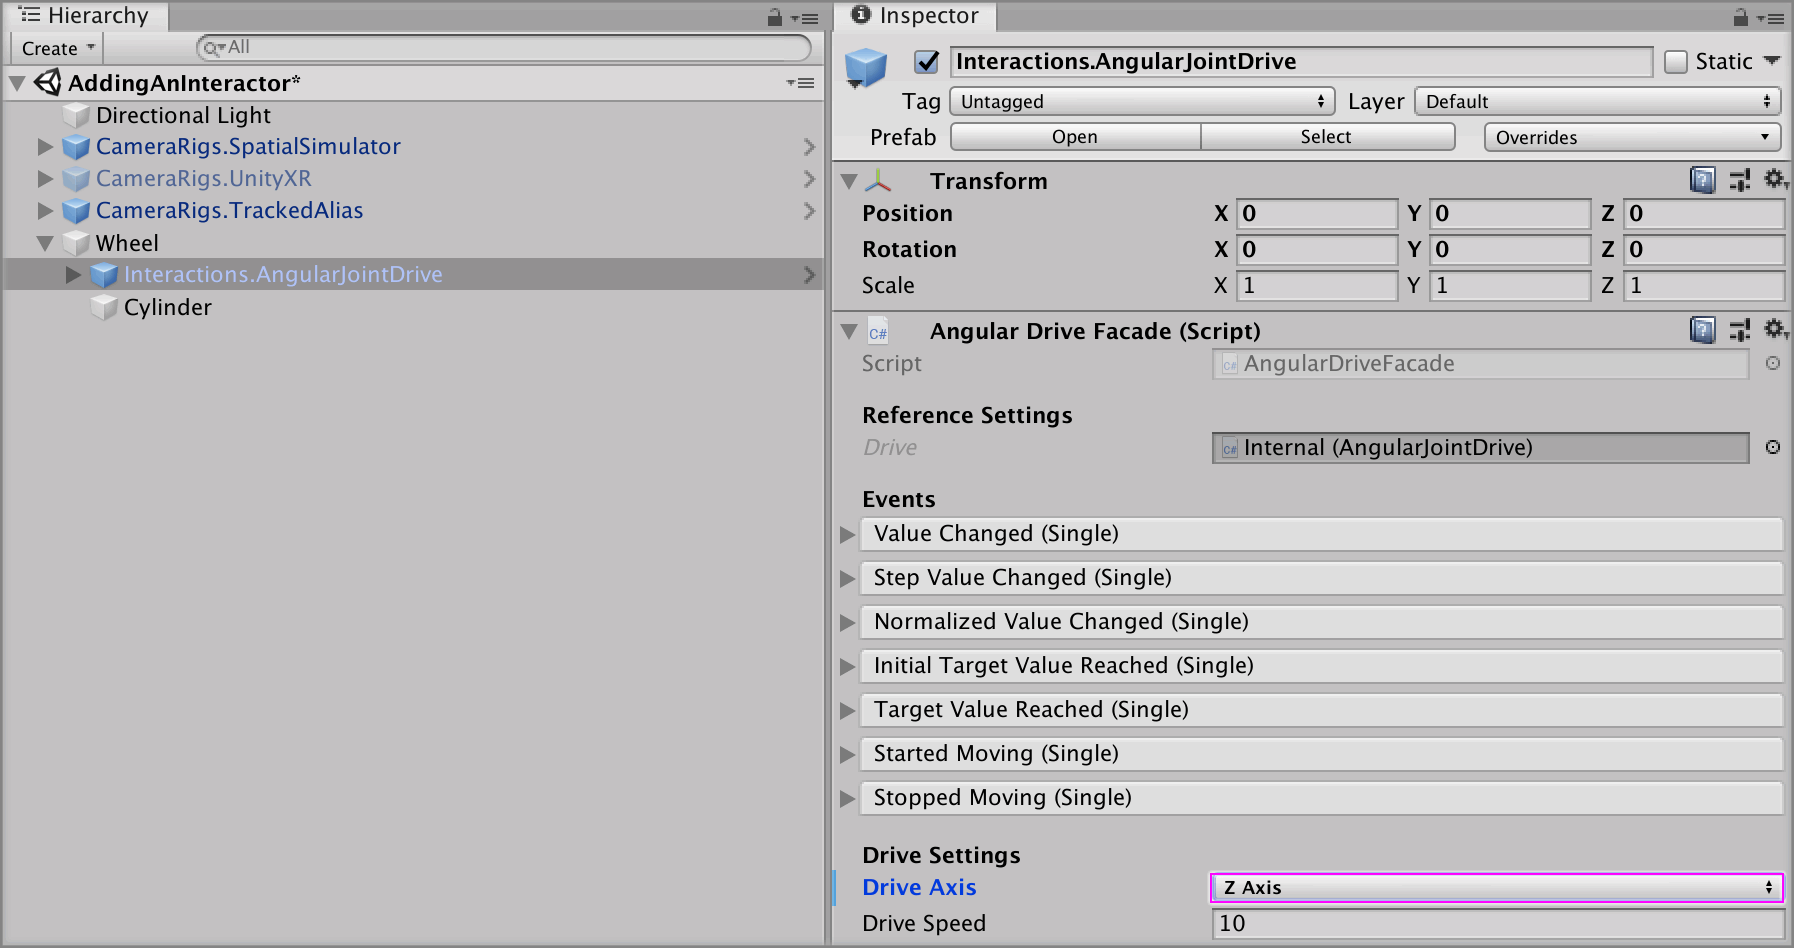 Hierarchy
Create
All
AddingAnInteractor*
Directional Light
CameraRigs.SpatialSimulator
CameraRigs.UnityXR
CameraRigs.TrackedAlias
Wheel
Interactions.AngularJointDrive
Cylinder
Inspector
Interactions.AngularJointDrive Static
Tag Untagged Layer Default
Prefab Open Select Overrides
Transform
Position X 0 Y 0 Z 0
Rotation X 0 Y 0 Z 0
Scale X 1 Y 1 Z 1
C# Angular Drive Facade (Script)
Script C# AngularDriveFacade
Reference Settings
Drive C# Internal (AngularJointDrive)
Events
Value Changed (Single)
Step Value Changed (Single)
Normalized Value Changed (Single)
Initial Target Value Reached (Single)
Target Value Reached (Single)
Started Moving (Single)
Stopped Moving (Single)
Drive Settings
Drive Axis Z Axis
Drive Speed 10